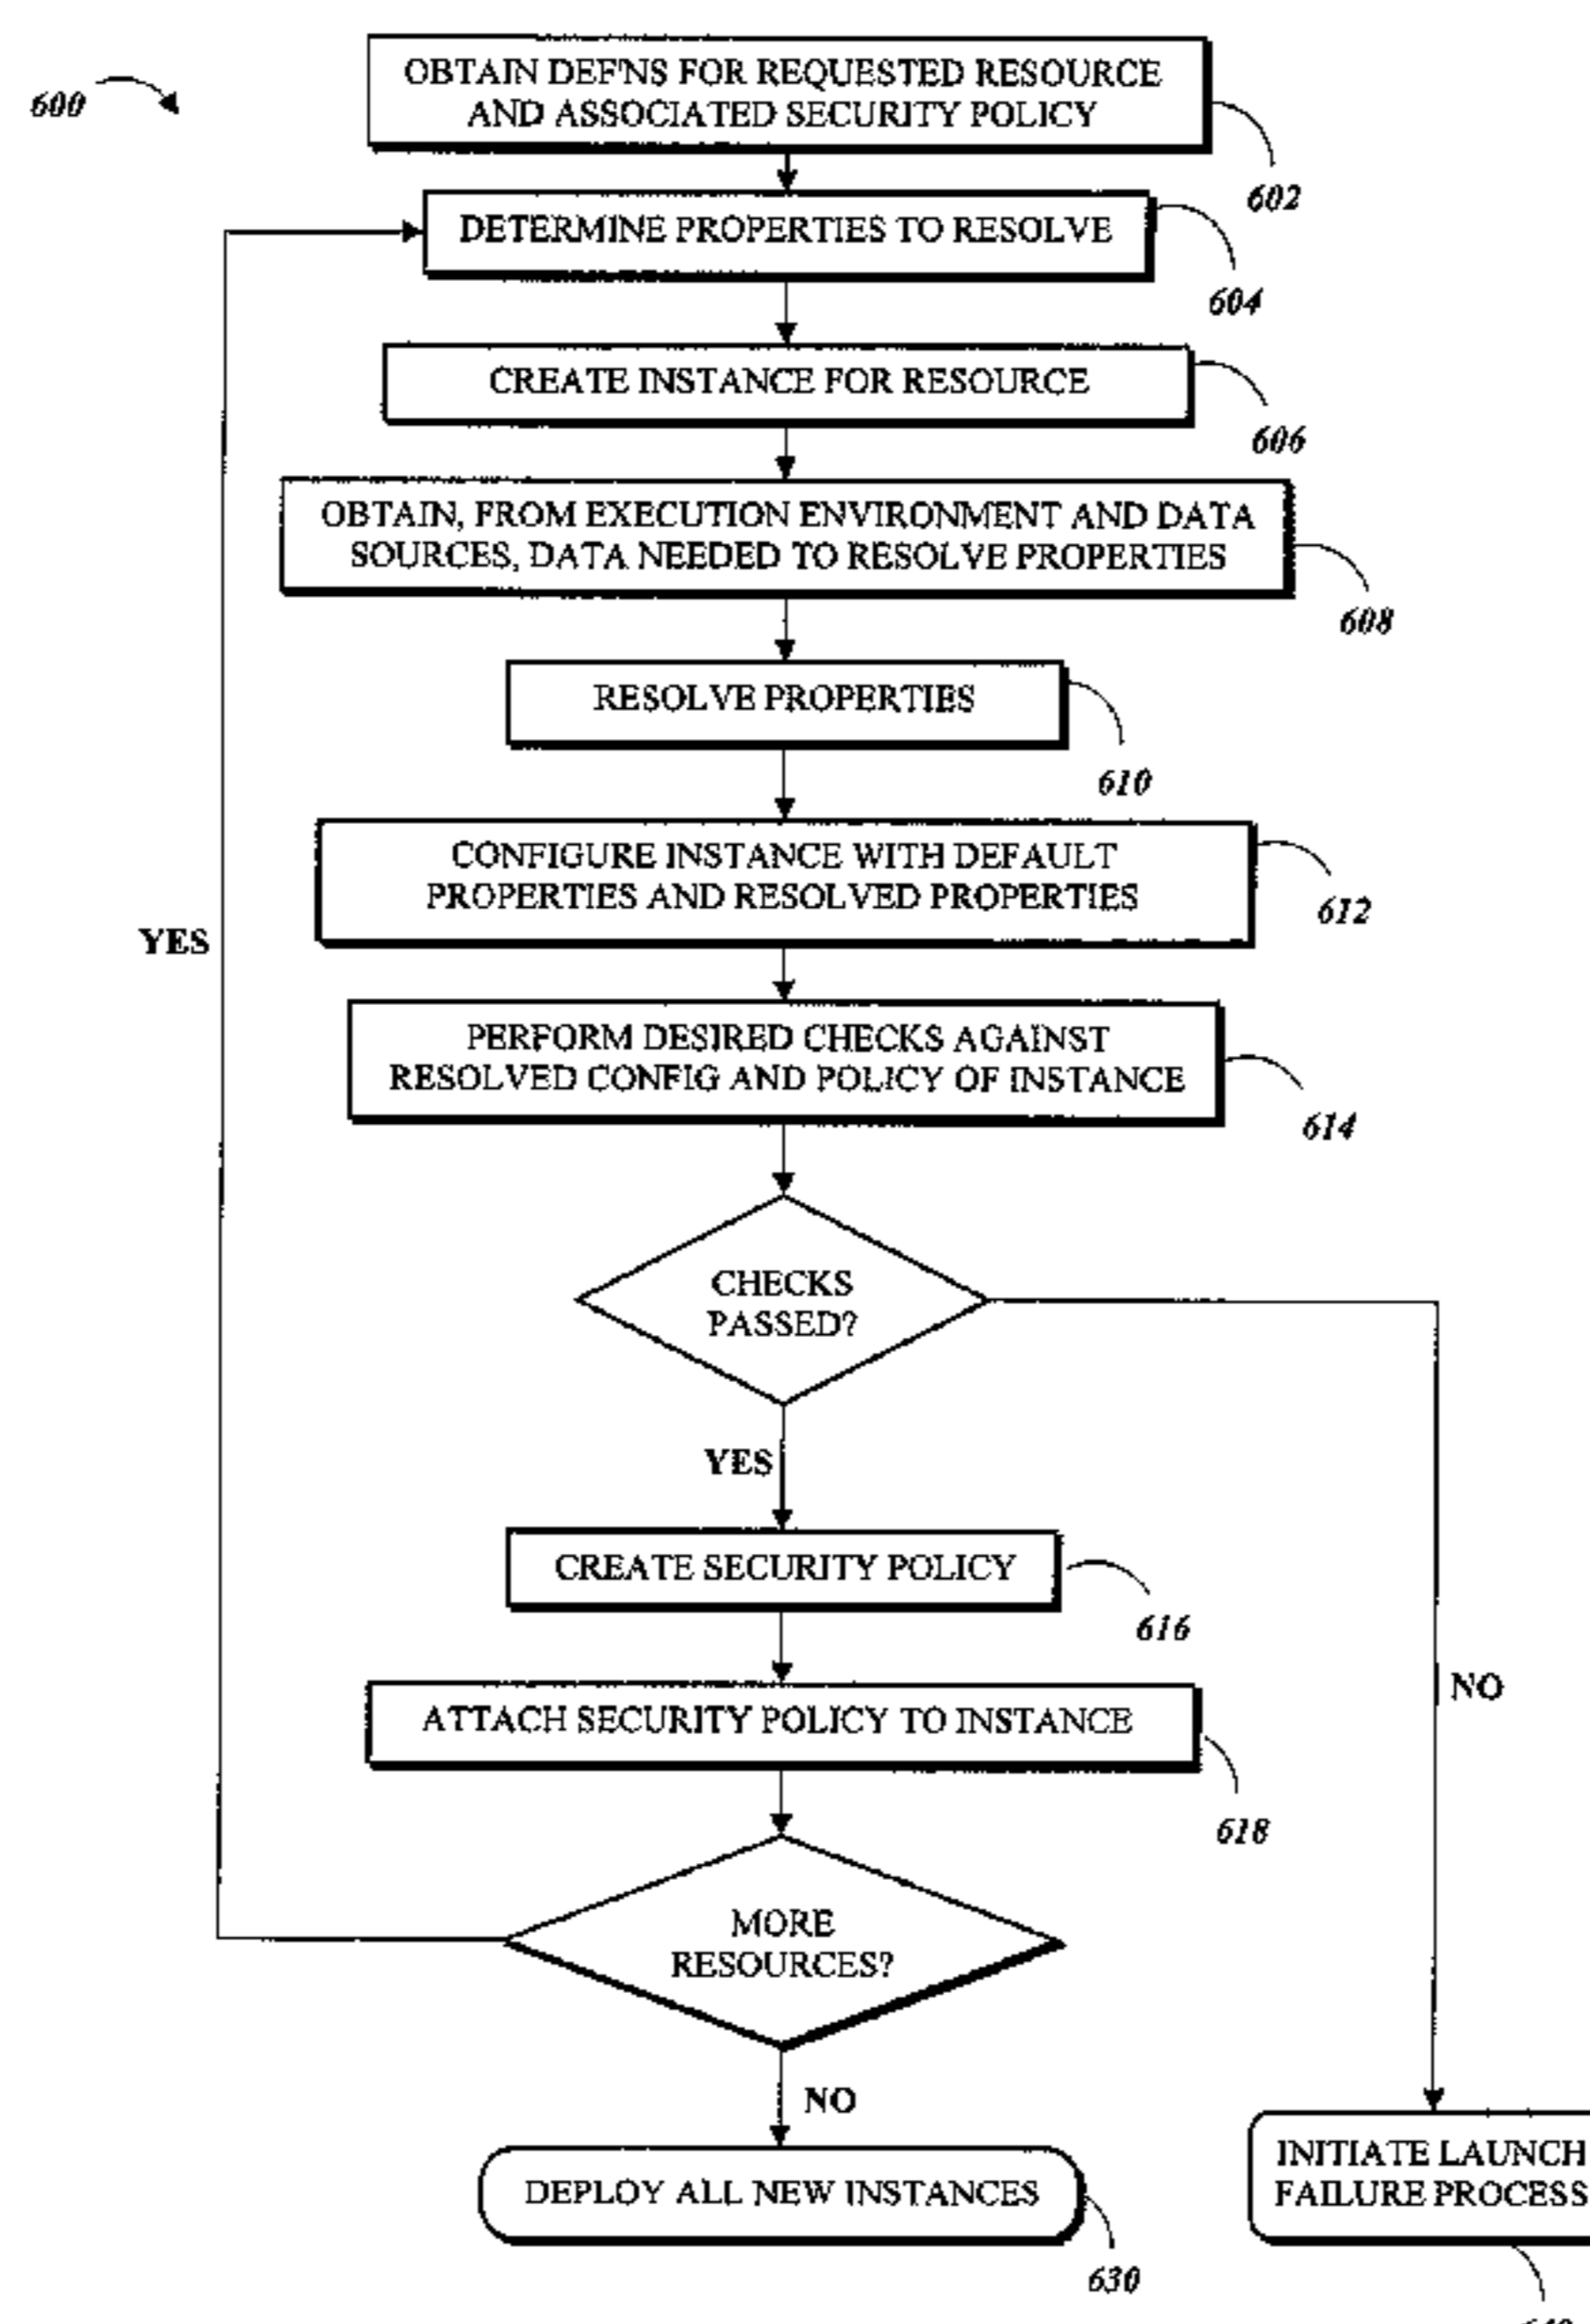 600
OBTAIN DEF'NS FOR REQUESTED RESOURCE
AND ASSOCIATED SECURITY POLICY
602
DETERMINE PROPERTIES TO RESOLVE
604
CREATE INSTANCE FOR RESOURCE
606
OBTAIN, FROM EXECUTION ENVIRONMENT AND DATA
SOURCES, DATA NEEDED TO RESOLVE PROPERTIES
608
RESOLVE PROPERTIES
610
CONFIGURE INSTANCE WITH DEFAULT
PROPERTIES AND RESOLVED PROPERTIES
612
YES
PERFORM DESIRED CHECKS AGAINST
RESOLVED CONFIG AND POLICY OF INSTANCE
614
CHECKS
PASSED?
YES
CREATE SECURITY POLICY
616
NO
ATTACH SECURITY POLICY TO INSTANCE
618
MORE
RESOURCES?
NO
DEPLOY ALL NEW INSTANCES
630
INITIATE LAUNCH
FAILURE PROCESS